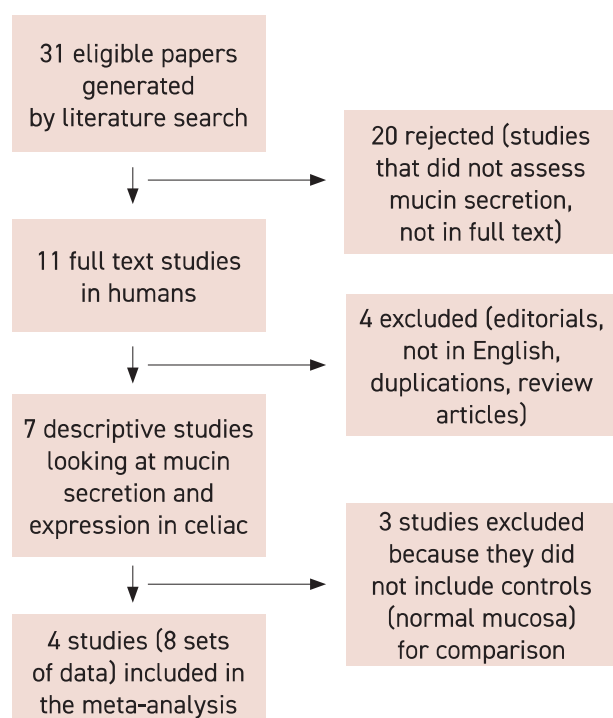 31 eligible papers
generated
by literature search
20 rejected (studies
that did not assess
mucin secretion,
not in full text)
11 full text studies
in humans
4 excluded (editorials,
not in English,
duplications, review
articles)
7 descriptive studies
looking at mucin
secretion and
expression in celiac
3 studies excluded
because they did
not include controls
(normal mucosa)
for comparison
4 studies (8 sets
of data) included in
the meta-analysis